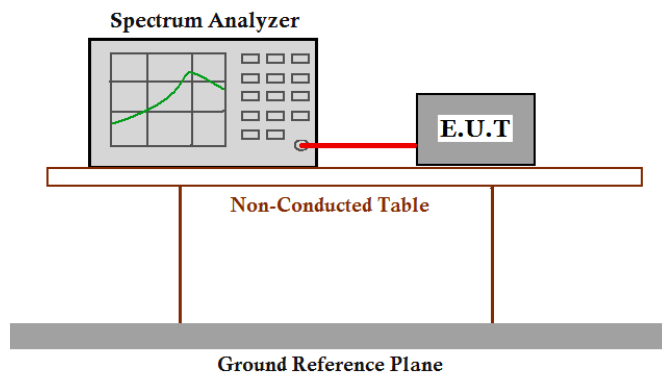 Spectrum Analyzer
E.U.T
Non-Conducted Table
Ground Reference Plane